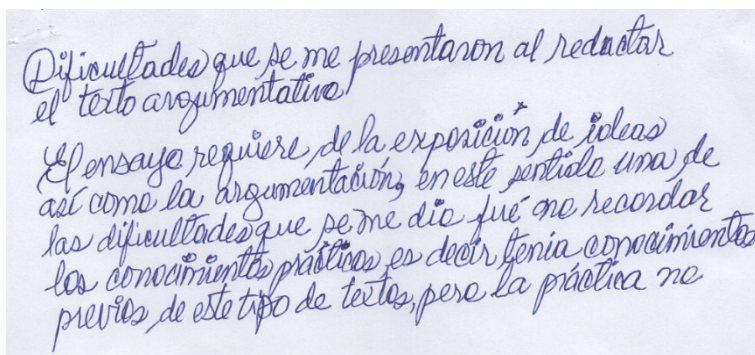 Dificultades que se me presentaron al redactar
el texto argumentativo
El ensayo requiere, de la exposición de ideas
así como la argumentación, en este sentido una de
las dificultades que se me dio fué no recordar
los conocimientos prácticos, es decir tenia conocimientos
previos de este tipo de textos, pero la práctica no